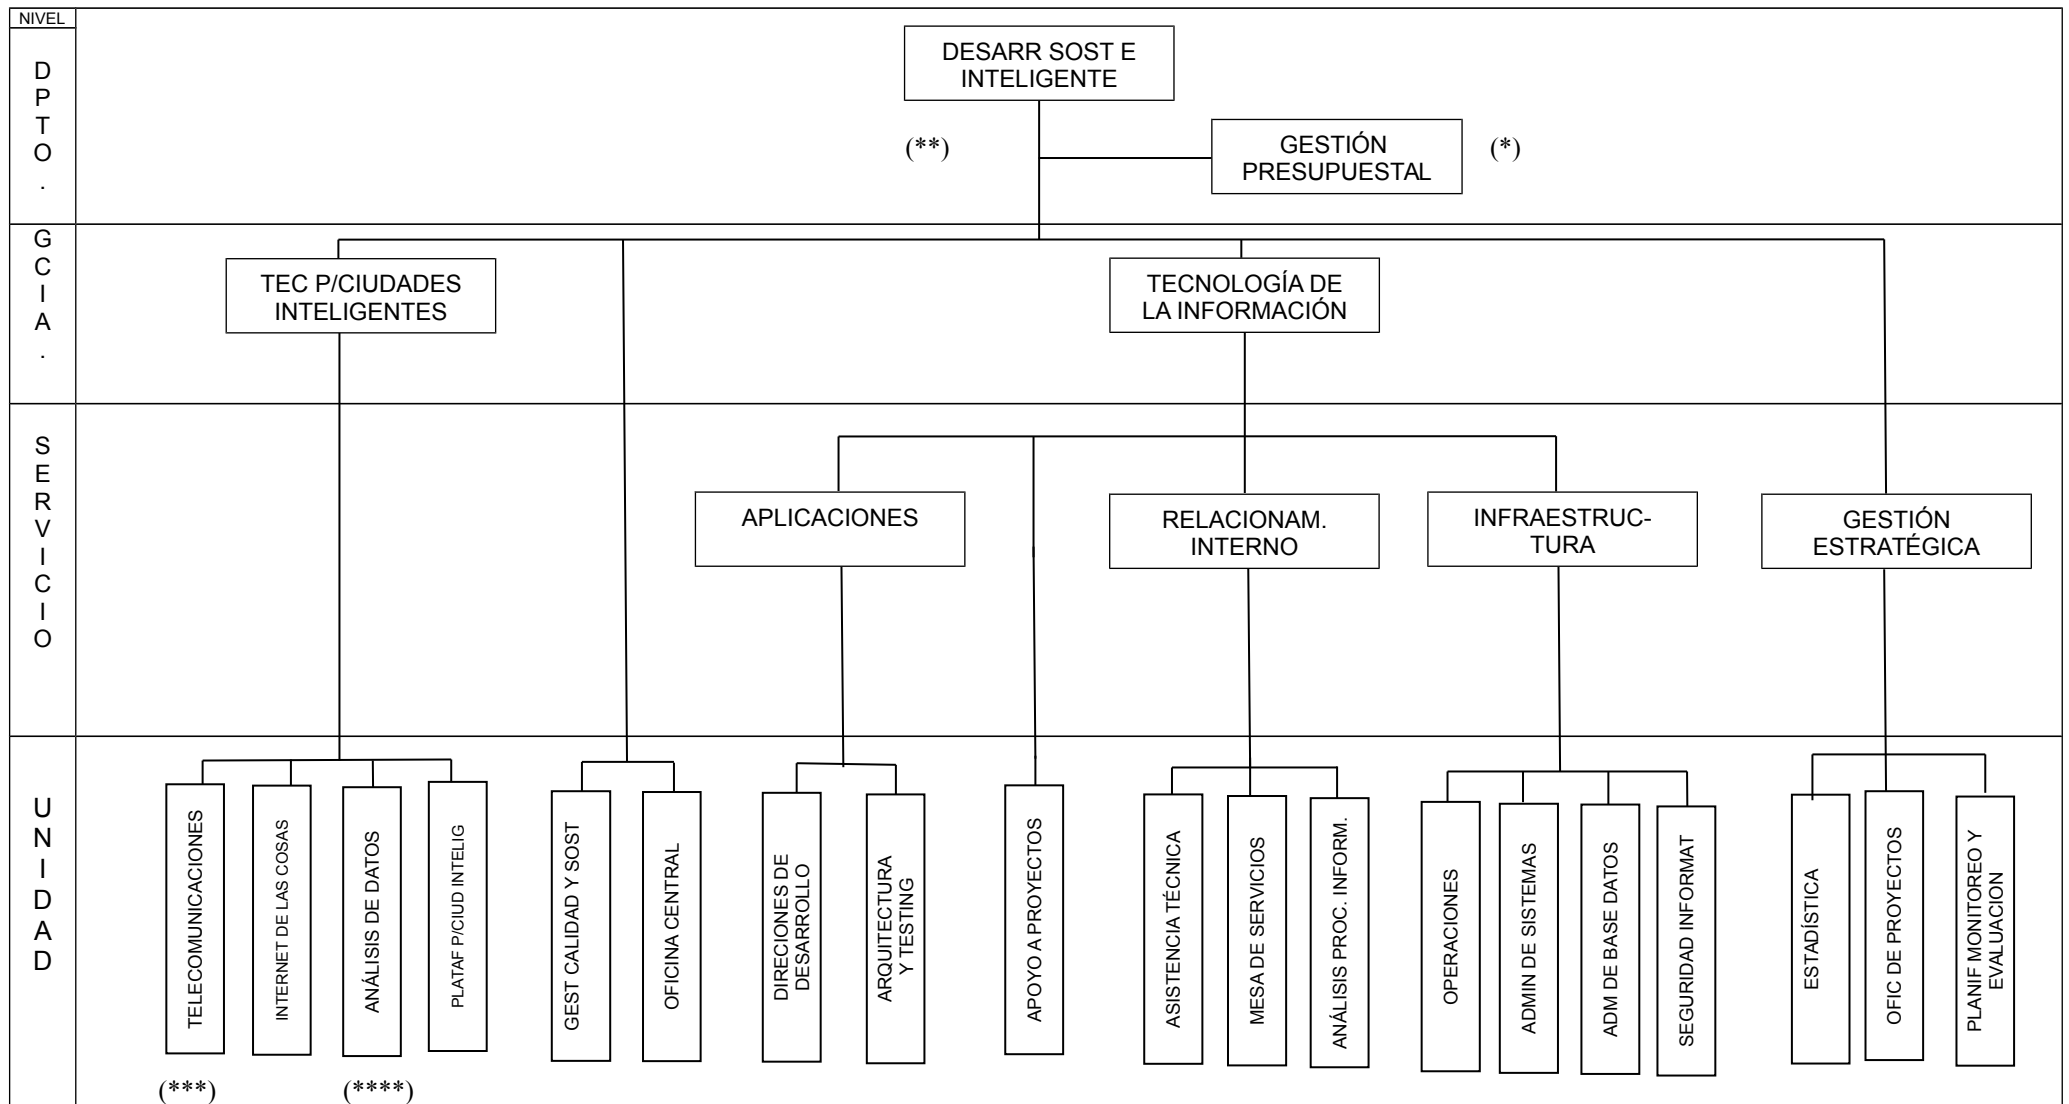 NIVEL
D
P
T
O
.
DESARR SOST E
INTELIGENTE
(**)
GESTIÓN
PRESUPUESTAL
(*)
G
C
I
A
.
TEC P/CIUDADES
INTELIGENTES
TECNOLOGÍA DE
LA INFORMACIÓN
S
E
R
V
I
C
I
O
APLICACIONES
RELACIONAM.
INTERNO
INFRAESTRUC-
TURA
GESTIÓN
ESTRATÉGICA
U
N
I
D
A
D
TELECOMUNICACIONES
INTERNET DE LAS COSAS
ANÁLISIS DE DATOS
PLATAF P/CIUD INTELIG
GEST CALIDAD Y SOST
OFICINA CENTRAL
DIRECIONES DE
DESARROLLO
ARQUITECTURA
Y TESTING
APOYO A PROYECTOS
ASISTENCIA TÉCNICA
MESA DE SERVICIOS
ANÁLISIS PROC. INFORM.
OPERACIONES
ADMIN DE SISTEMAS
ADM DE BASE DATOS
SEGURIDAD INFORMAT
ESTADÍSTICA
OFIC DE PROYECTOS
PLANIF MONITOREO Y
EVALUACION
(***)
(****)